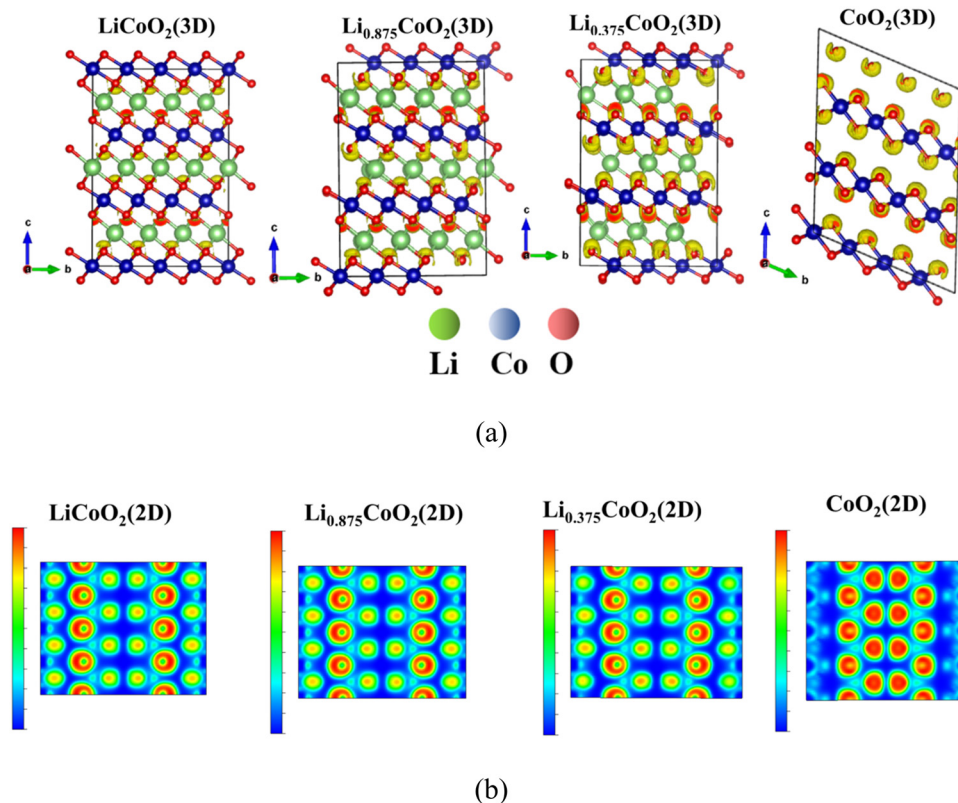 LiCoO₂(3D)
Li₀.₈₇₅CoO₂(3D)
Li₀.₃₇₅CoO₂(3D)
CoO₂(3D)
c
b
c
b
c
b
c
b
Li Co O
(a)
LiCoO₂(2D)
Li₀.₈₇₅CoO₂(2D)
Li₀.₃₇₅CoO₂(2D)
CoO₂(2D)
(b)